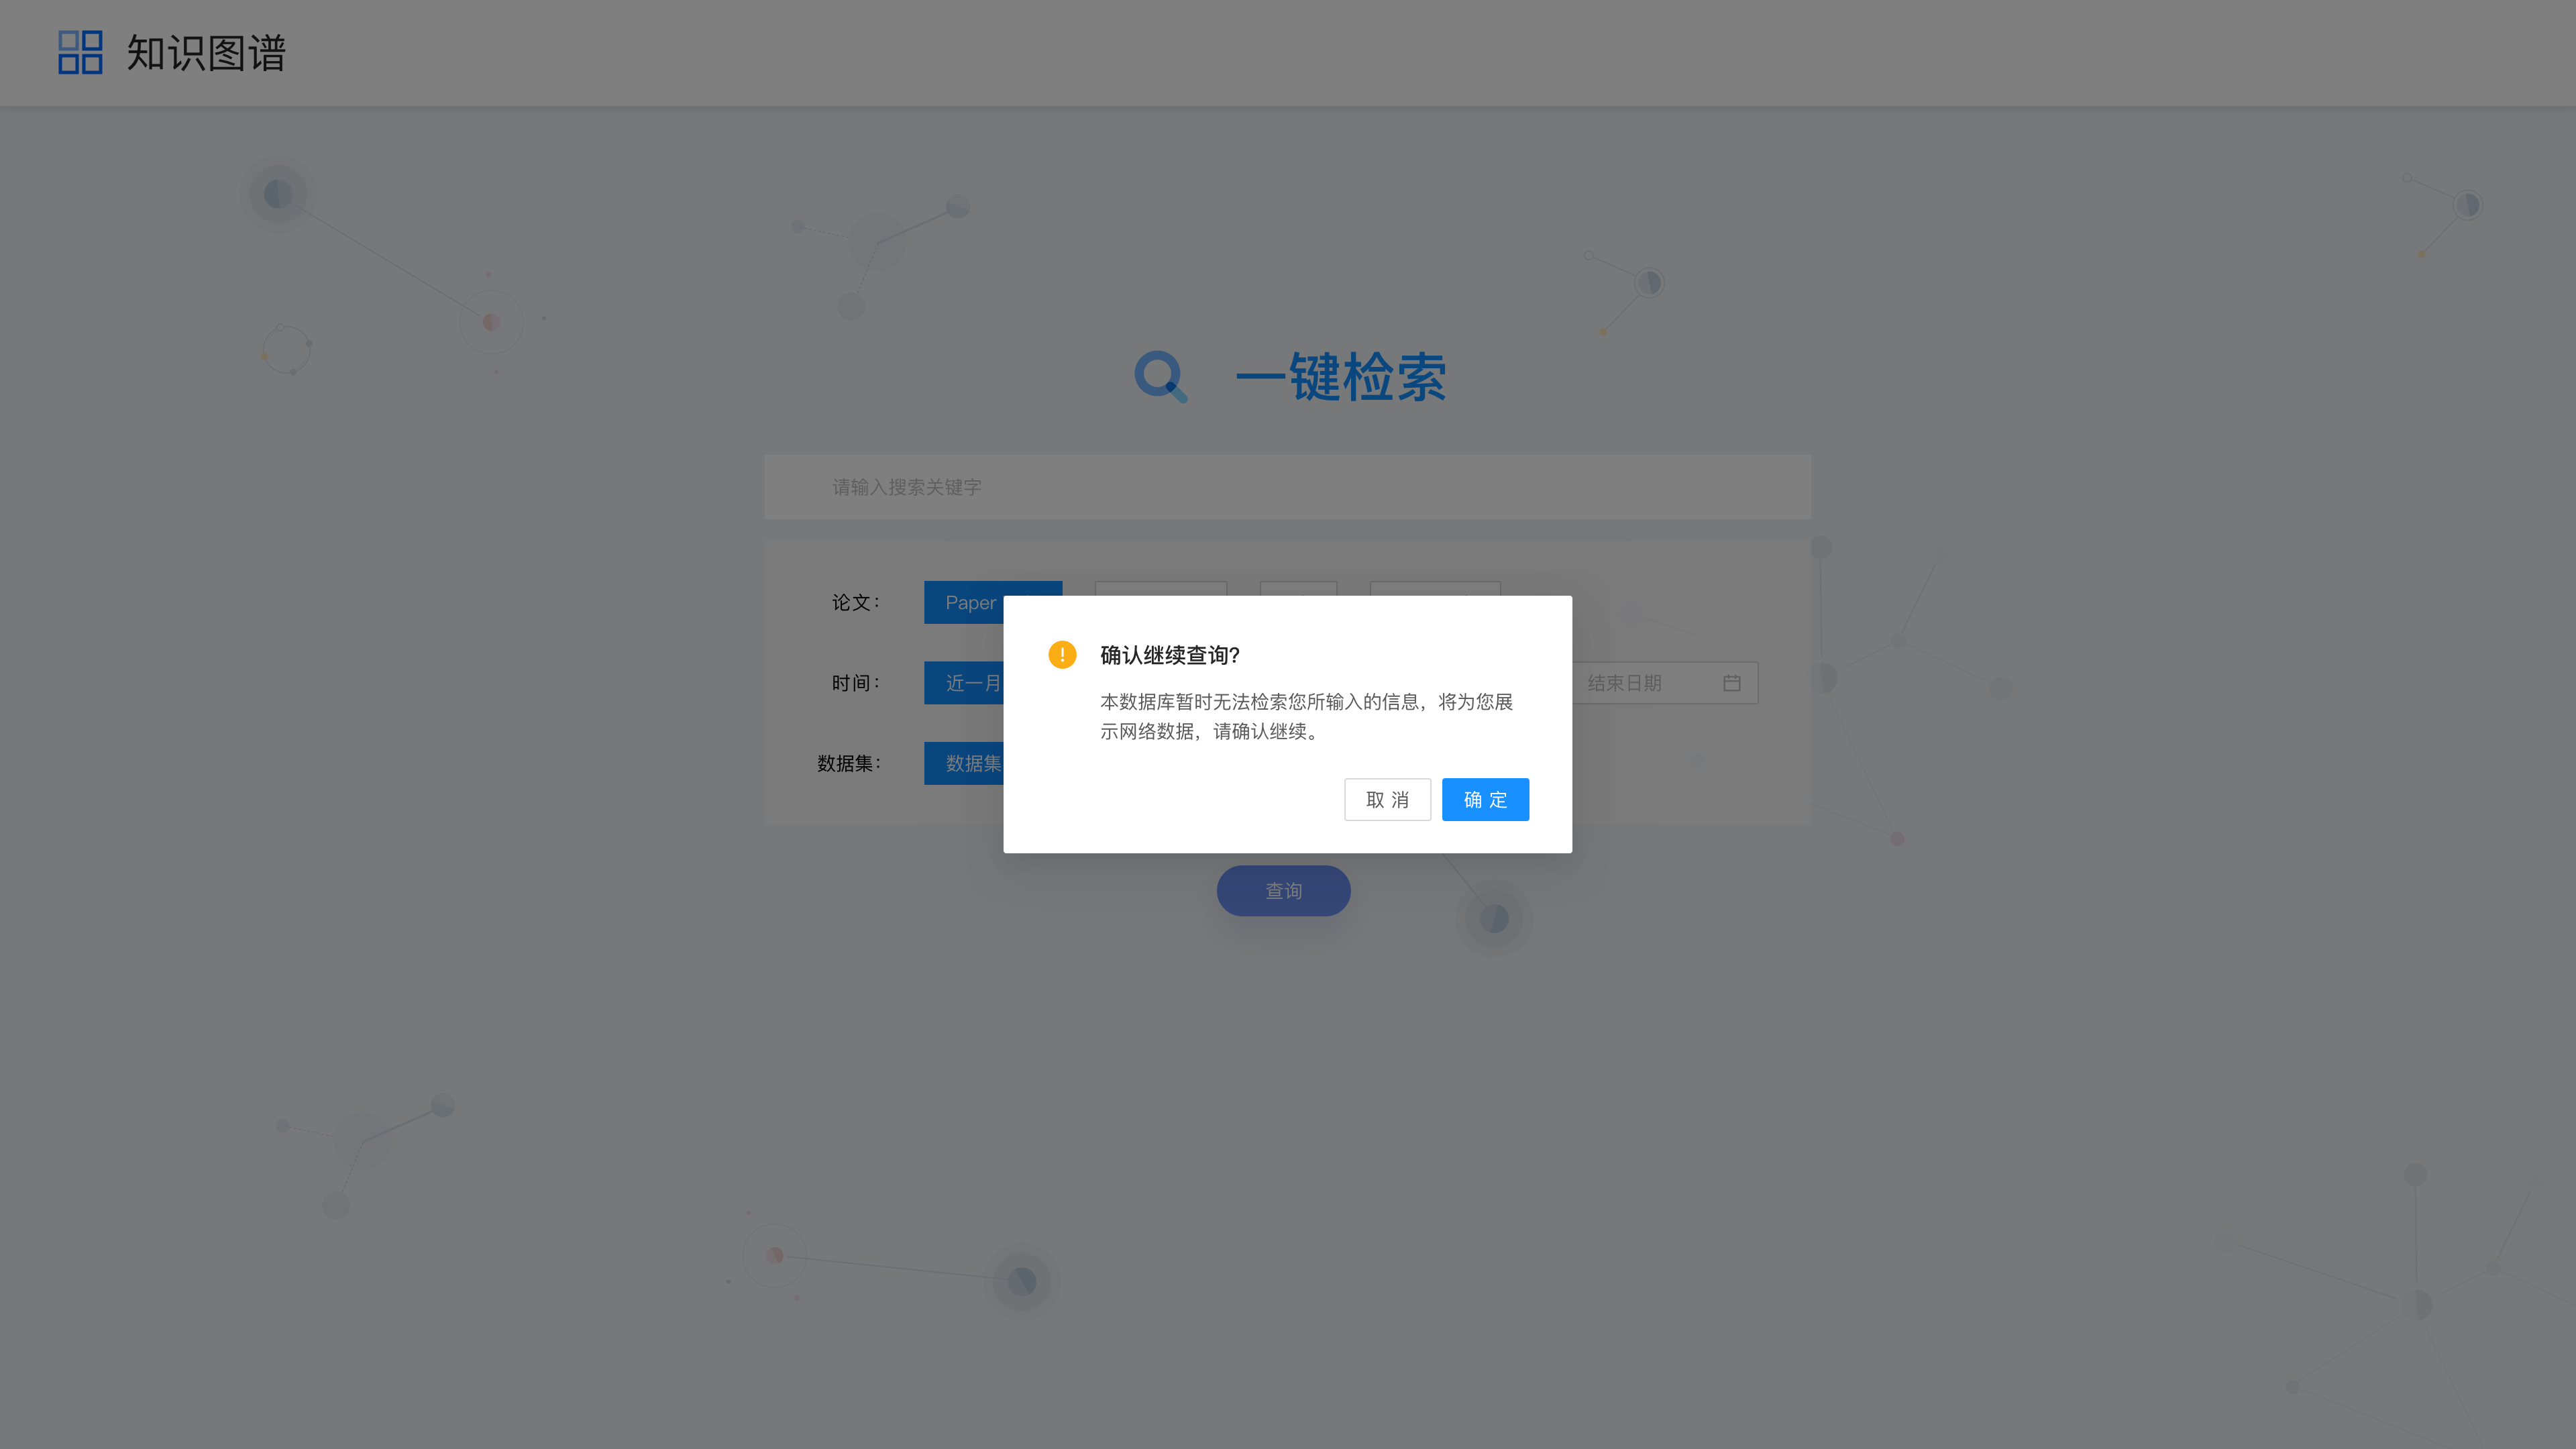 知识图谱
一键检索
请输入搜索关键字
论文：
Paper
时间：
近一月
结束日期
数据集：
数据集
确认继续查询？
本数据库暂时无法检索您所输入的信息，将为您展
示网络数据，请确认继续。
取 消
确 定
查询